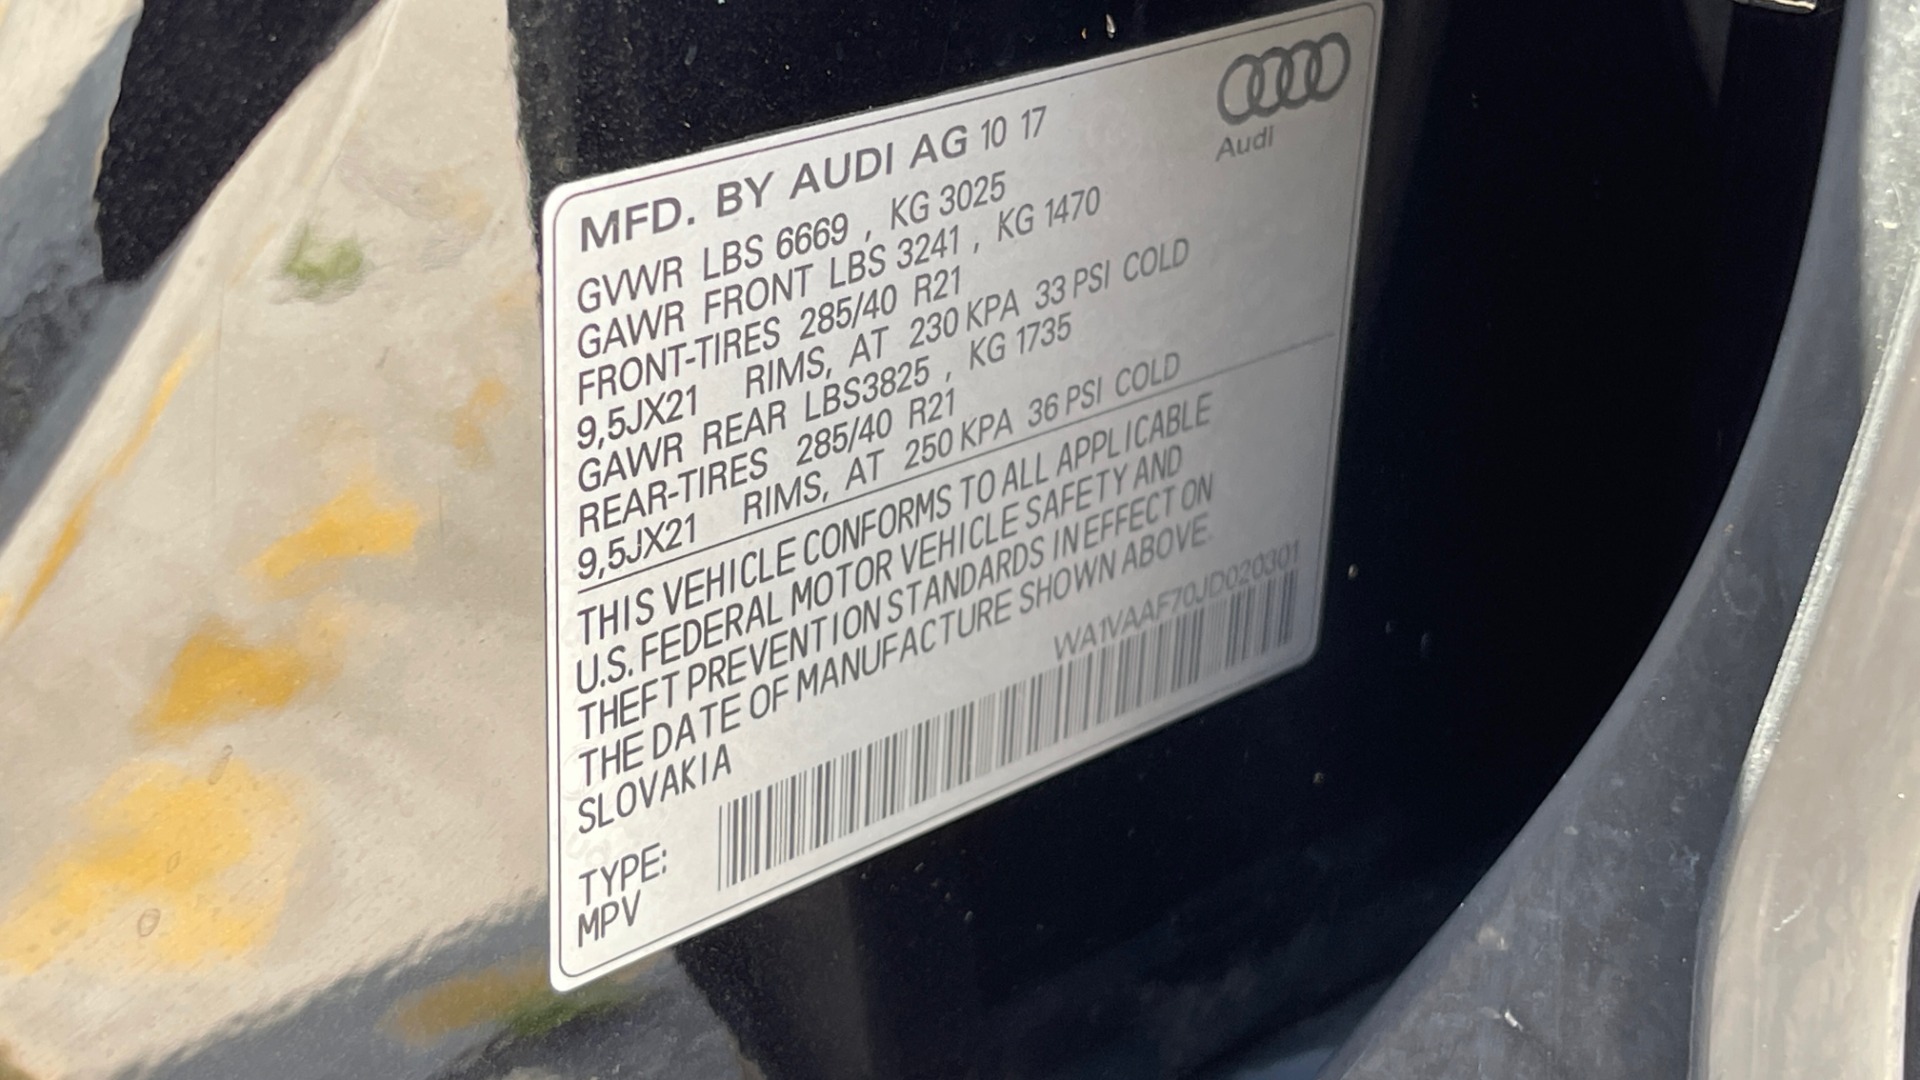 Audi
MFD. BY AUDI AG 10 17
GVWR LBS 6669 , KG 3025
GAWR FRONT LBS 3241 , KG 1470
FRONT-TIRES 285/40 R21
9,5JX21 RIMS, AT 230 KPA 33 PSI COLD
GAWR REAR LBS3825 , KG 1735
REAR-TIRES 285/40 R21
9,5JX21 RIMS, AT 250 KPA 36 PSI COLD
THIS VEHICLE CONFORMS TO ALL APPLICABLE
U.S. FEDERAL MOTOR VEHICLE SAFETY AND
THEFT PREVENTION STANDARDS IN EFFECT ON
THE DATE OF MANUFACTURE SHOWN ABOVE.
SLOVAKIA
WA1VAAF70JD020301
TYPE:
MPV